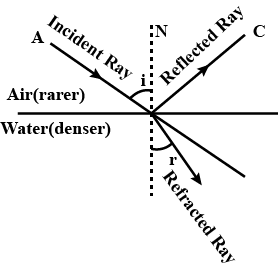 A
Incident Ray
N
Reflected Ray
C
i
Air(rarer)
Water(denser)
r
Refracted Ray